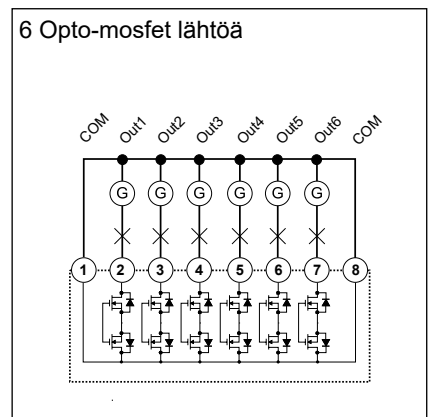 6 Opto-mosfet lähtöä
COM Out1 Out2 Out3 Out4 Out5 Out6 COM
G G G G G G
1 2 3 4 5 6 7 8